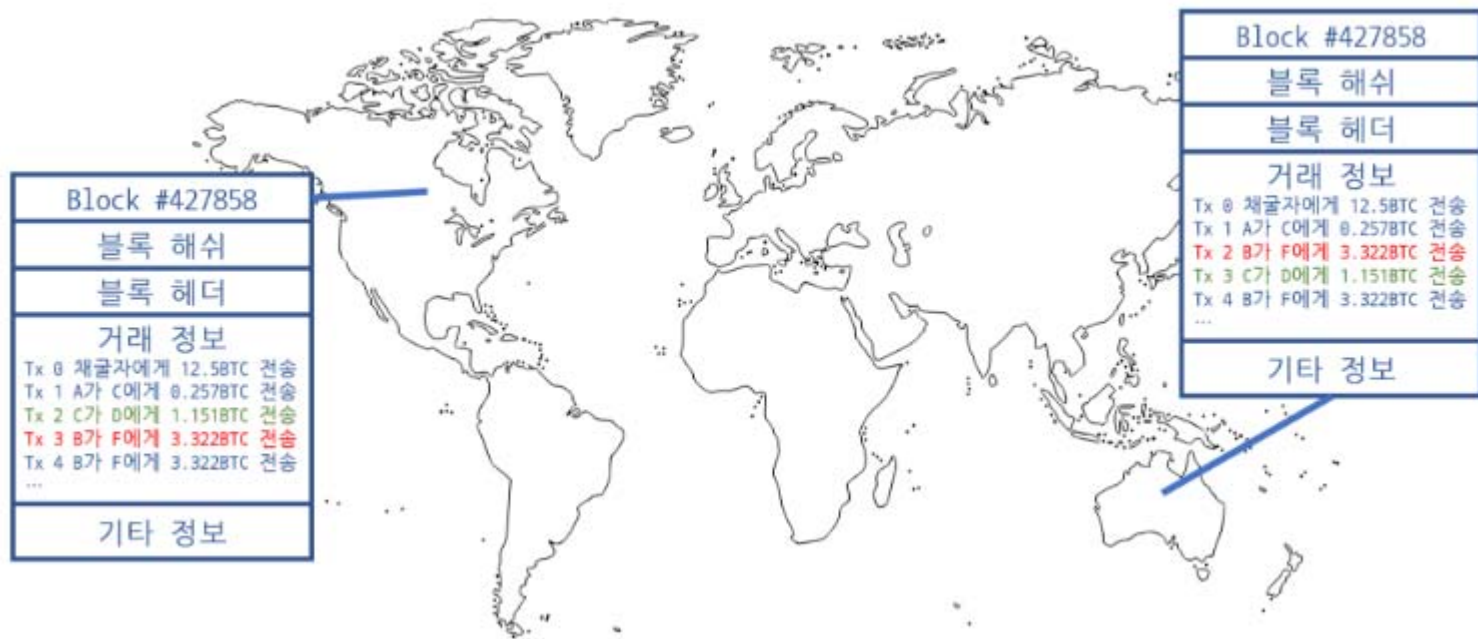 Block #427858
블록 해쉬
블록 헤더
거래 정보
Tx 0 채굴자에게 12.5BTC 전송
Tx 1 A가 C에게 0.257BTC 전송
Tx 2 C가 D에게 1.151BTC 전송
Tx 3 B가 F에게 3.322BTC 전송
Tx 4 B가 F에게 3.322BTC 전송
...
기타 정보
Block #427858
블록 해쉬
블록 헤더
거래 정보
Tx 0 채굴자에게 12.5BTC 전송
Tx 1 A가 C에게 0.257BTC 전송
Tx 2 B가 F에게 3.322BTC 전송
Tx 3 C가 D에게 1.151BTC 전송
Tx 4 B가 F에게 3.322BTC 전송
...
기타 정보